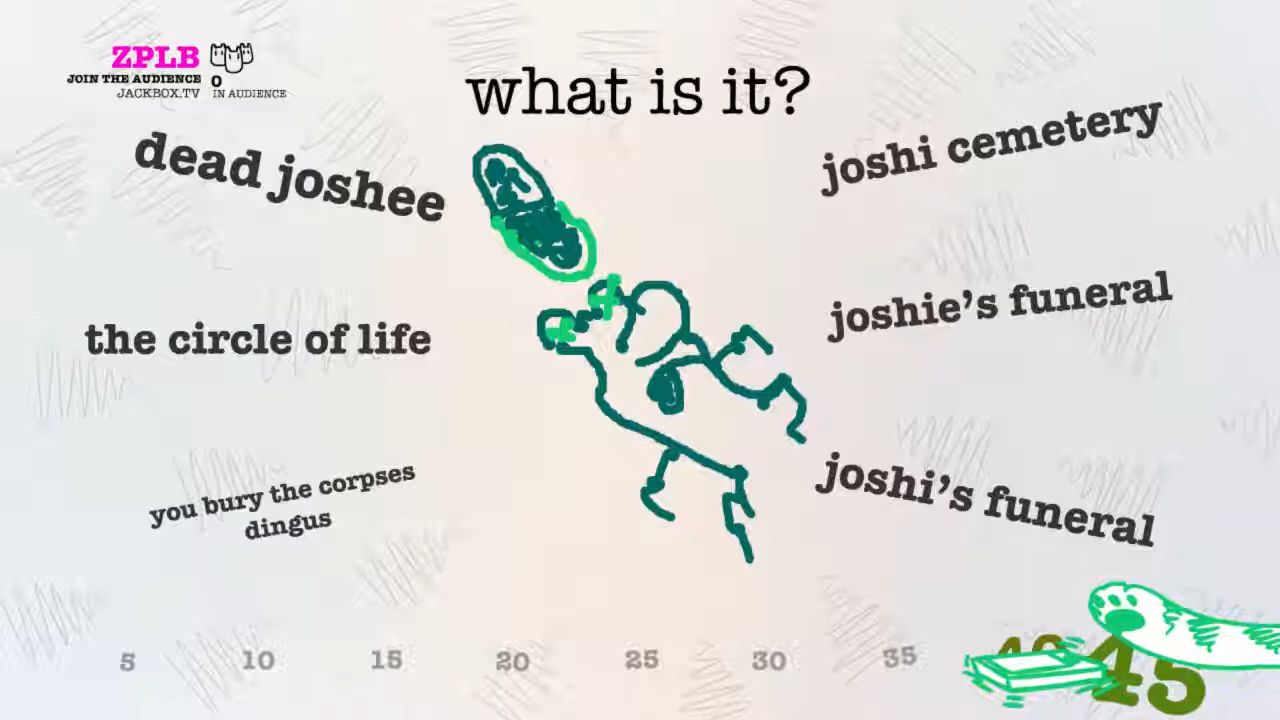 ZPLB
JOIN THE AUDIENCE
JACKBOX.TV
0
IN AUDIENCE
what is it?
dead joshee
joshi cemetery
the circle of life
joshie's funeral
you bury the corpses
dingus
joshi's funeral
5 10 15 20 25 30 35 40 45